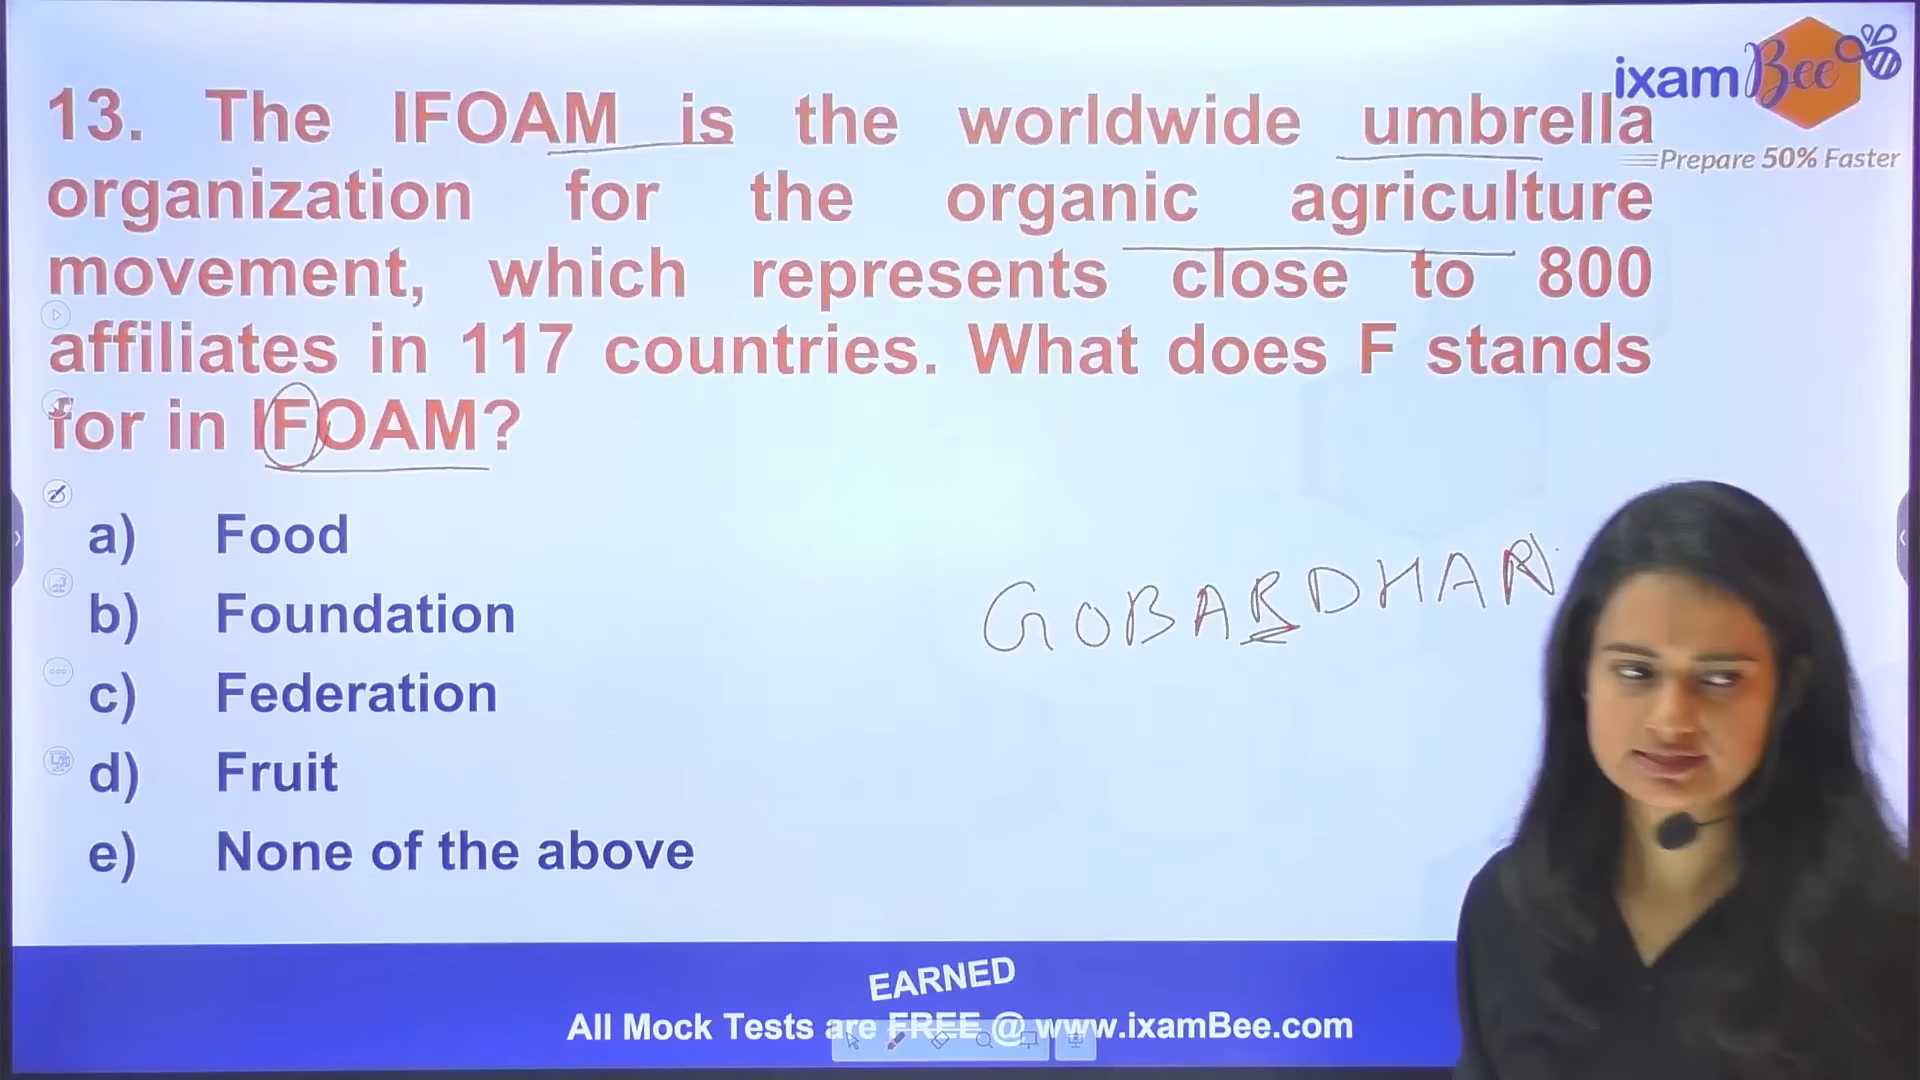 ixamBee
Prepare 50% Faster
13. The IFOAM is the worldwide umbrella
organization for the organic agriculture
movement, which represents close to 800
affiliates in 117 countries. What does F stands
for in IFOAM?
a) Food
b) Foundation
c) Federation
d) Fruit
e) None of the above
GOBARDHAN
EARNED
All Mock Tests are FREE @ www.ixamBee.com